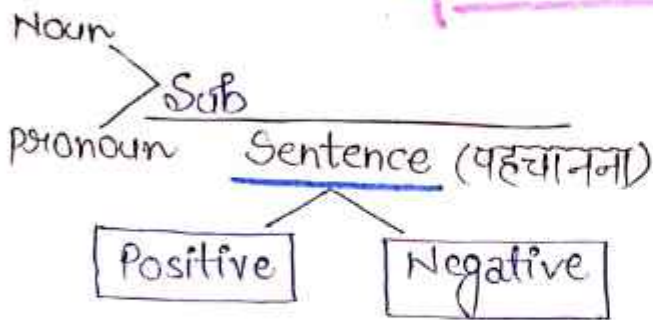 Noun
Sub
pronoun
Sentence (पहचानना)
Positive Negative